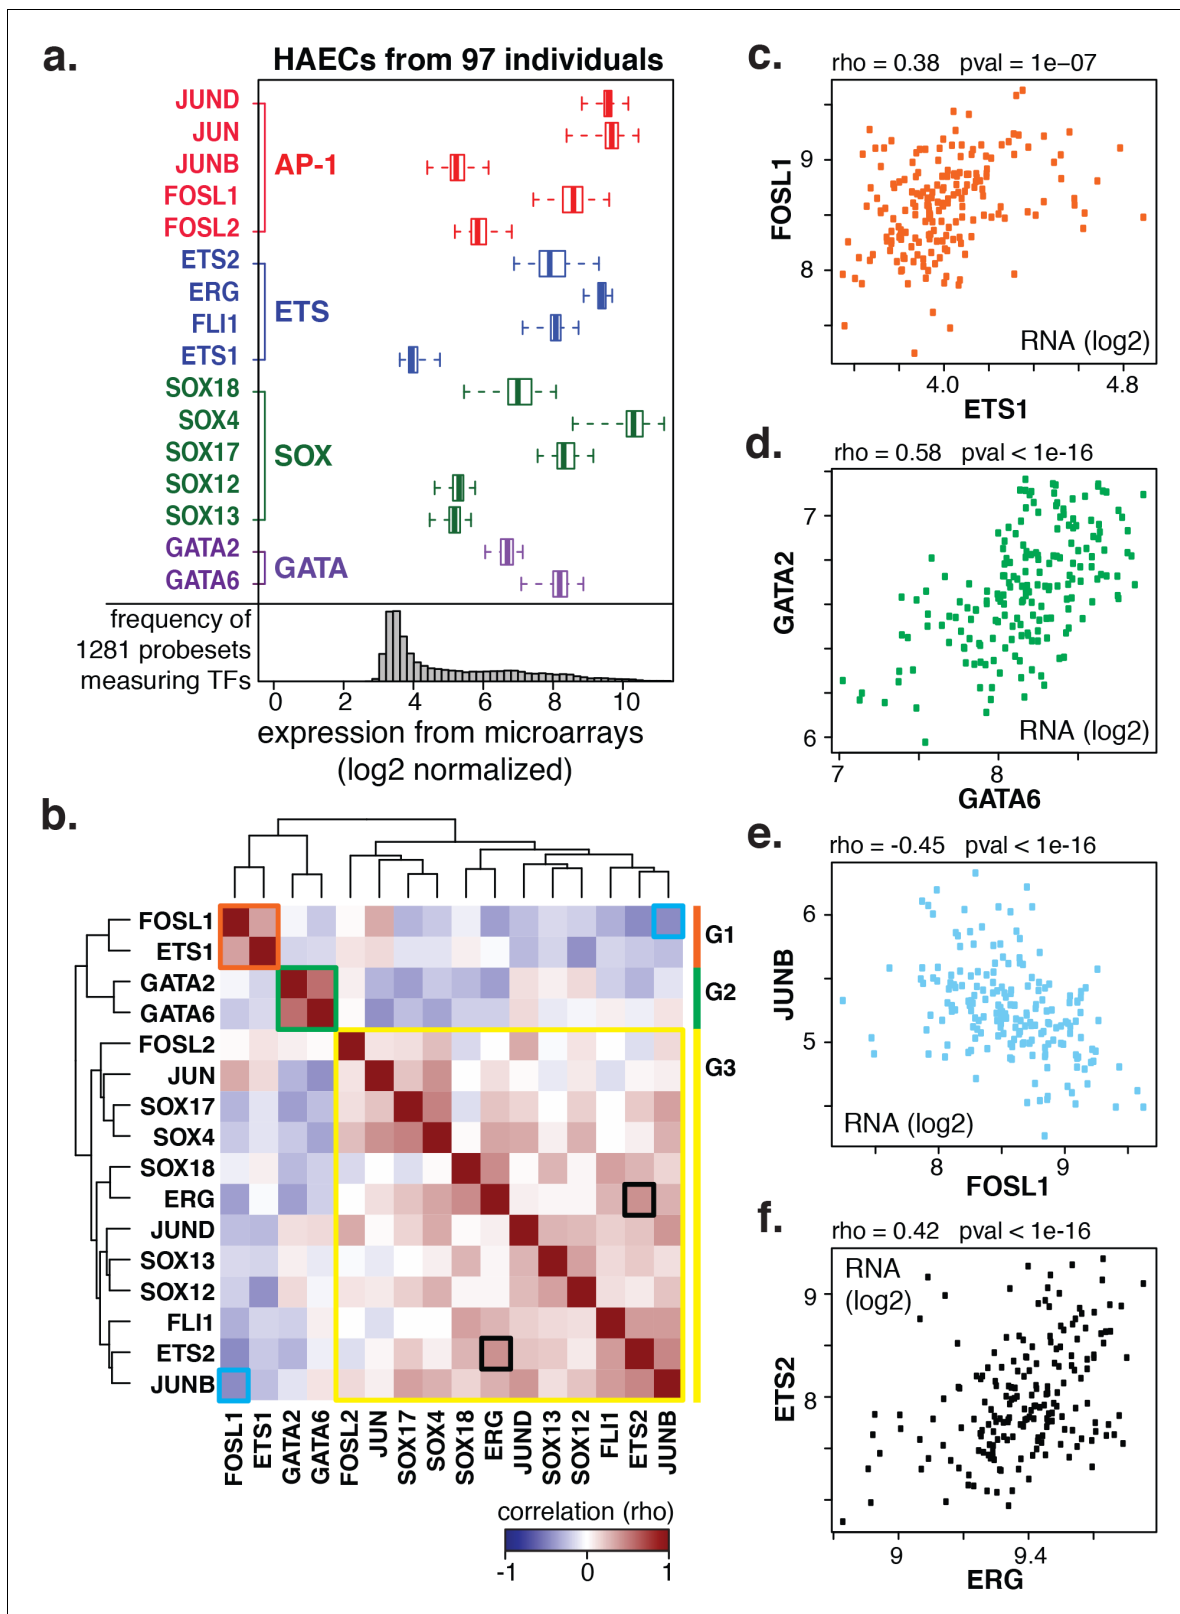 a.
HAECs from 97 individuals
JUND
JUN
JUNB
FOSL1
FOSL2
AP-1
ETS2
ERG
FLI1
ETS1
ETS
SOX18
SOX4
SOX17
SOX12
SOX13
SOX
GATA2
GATA6
GATA
frequency of
1281 probesets
measuring TFs
0 2 4 6 8 10
expression from microarrays
(log2 normalized)
b.
FOSL1
ETS1
GATA2
GATA6
FOSL2
JUN
SOX17
SOX4
SOX18
ERG
JUND
SOX13
SOX12
FLI1
ETS2
JUNB
G1
G2
G3
FOSL1
ETS1
GATA2
GATA6
FOSL2
JUN
SOX17
SOX4
SOX18
ERG
JUND
SOX13
SOX12
FLI1
ETS2
JUNB
correlation (rho)
-1 0 1
c.
rho = 0.38 pval = 1e−07
FOSL1
9
8
RNA (log2)
4.0 4.8
ETS1
d.
rho = 0.58 pval < 1e-16
GATA2
7
6
RNA (log2)
7 8
GATA6
e.
rho = -0.45 pval < 1e-16
JUNB
6
5
RNA (log2)
8 9
FOSL1
f.
rho = 0.42 pval < 1e-16
RNA
(log2)
ETS2
9
8
9 9.4
ERG